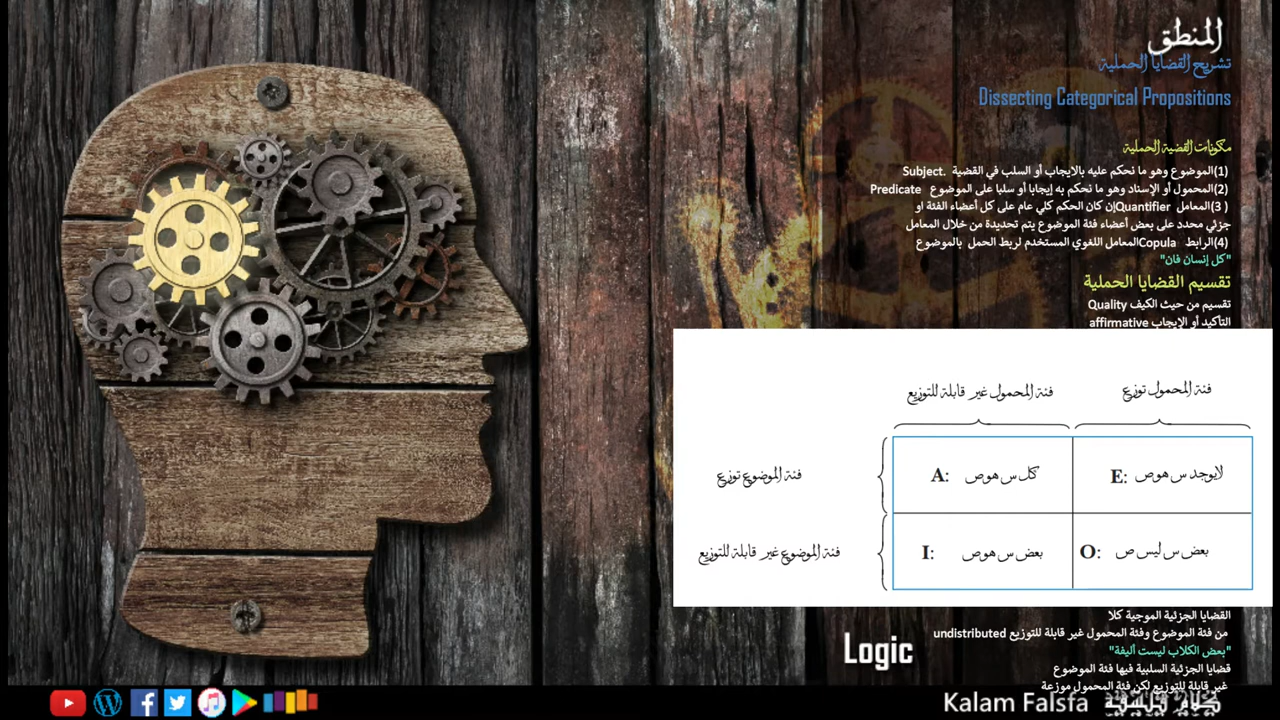 المنطق
تشريح القضايا الحملية
Dissecting Categorical Propositions
مكونات القضية الحملية
(1)الموضوع وهو ما نحكم عليه بالايجاب أو السلب في القضية .Subject
(2)المحمول أو الإسناد وهو ما نحكم به إيجابا أو سلبا على الموضوع Predicate
(3)المعامل Quantifierإن كان الحكم كلي عام على كل أعضاء الفئة او
جزئي محدد على بعض أعضاء فئة الموضوع يتم تحديدة من خلال المعامل
(4)الرابط Copulaالمعامل اللغوي المستخدم لربط الحمل بالموضوع
"كل إنسان فان"
تقسيم القضايا الحملية
تقسيم من حيث الكيف Quality
التأكيد أو الإيجاب affirmative
فئة المحمول توزع
فئة المحمول غير قابلة للتوزيع
فئة الموضوع توزع
A: كل س هو ص
E: لايوجد س هو ص
فئة الموضوع غير قابلة للتوزيع
I: بعض س هو ص
O: بعض س ليس ص
القضايا الجزئية الموجبة كلا
من فئة الموضوع وفئة المحمول غير قابلة للتوزيع undistributed
"بعض الكلاب ليست أليفة"
قضايا الجزئية السلبية فيها فئة الموضوع
غير قابلة للتوزيع لكن فئة المحمول موزعة
Logic
Kalam Falsfa
كلام فلسفة